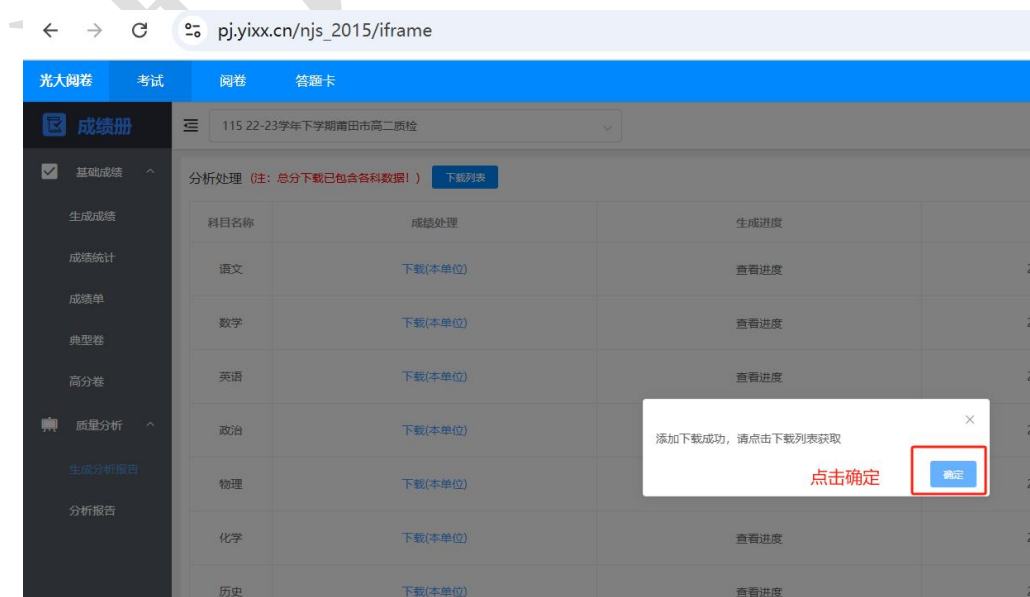 pj.yixx.cn/njs_2015/iframe
光大阅卷 考试 阅卷 答题卡
成绩册 115 22-23学年下学期莆田市高二质检
基础成绩
分析处理（注：总分下载已包含各科数据！） 下载列表
生成成绩
科目名称 成绩处理 生成进度
成绩统计
语文 下载(本单位) 查看进度
成绩单
数学 下载(本单位) 查看进度
典型卷
英语 下载(本单位) 查看进度
高分卷
质量分析
政治 下载(本单位)
添加下载成功，请点击下载列表获取
生成分析报告
物理 下载(本单位)
点击确定 确定
分析报告
化学 下载(本单位) 查看进度
历史 下载(本单位) 查看进度